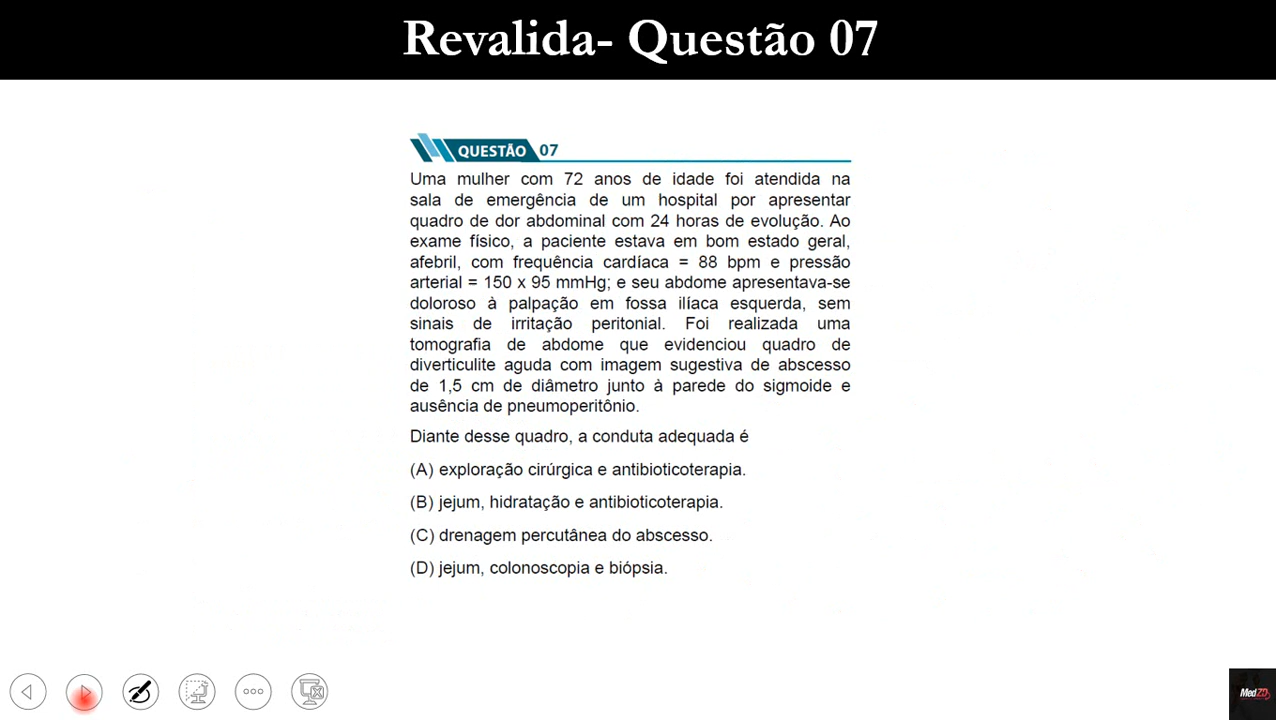 Revalida- Questão 07
QUESTÃO 07
Uma mulher com 72 anos de idade foi atendida na
sala de emergência de um hospital por apresentar
quadro de dor abdominal com 24 horas de evolução. Ao
exame físico, a paciente estava em bom estado geral,
afebril, com frequência cardíaca = 88 bpm e pressão
arterial = 150 x 95 mmHg; e seu abdome apresentava-se
doloroso à palpação em fossa ilíaca esquerda, sem
sinais de irritação peritonial. Foi realizada uma
tomografia de abdome que evidenciou quadro de
diverticulite aguda com imagem sugestiva de abscesso
de 1,5 cm de diâmetro junto à parede do sigmoide e
ausência de pneumoperitônio.
Diante desse quadro, a conduta adequada é
(A) exploração cirúrgica e antibioticoterapia.
(B) jejum, hidratação e antibioticoterapia.
(C) drenagem percutânea do abscesso.
(D) jejum, colonoscopia e biópsia.